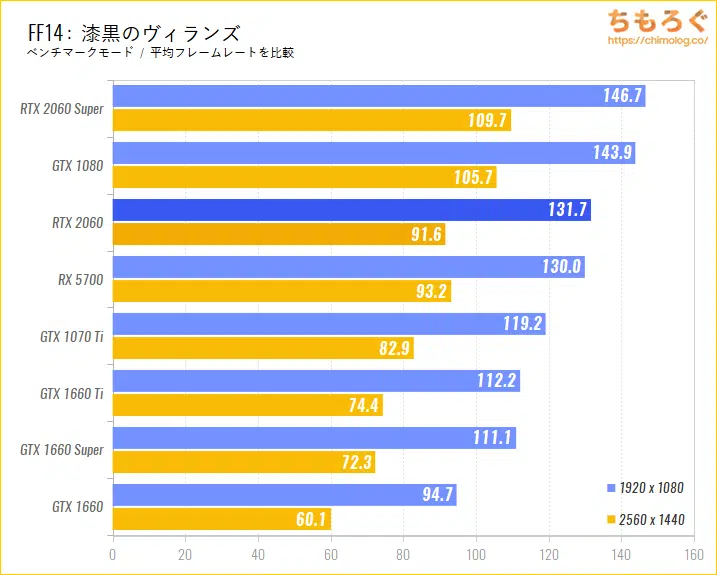 FF14: 漆黒のヴィランズ
ベンチマークモード / 平均フレームレートを比較
ちもろぐ
https://chimolog.co/
RTX 2060 Super
146.7
109.7
GTX 1080
143.9
105.7
RTX 2060
131.7
91.6
RX 5700
130.0
93.2
GTX 1070 Ti
119.2
82.9
GTX 1660 Ti
112.2
74.4
GTX 1660 Super
111.1
72.3
GTX 1660
94.7
60.1
1920 x 1080
2560 x 1440
0 20 40 60 80 100 120 140 160